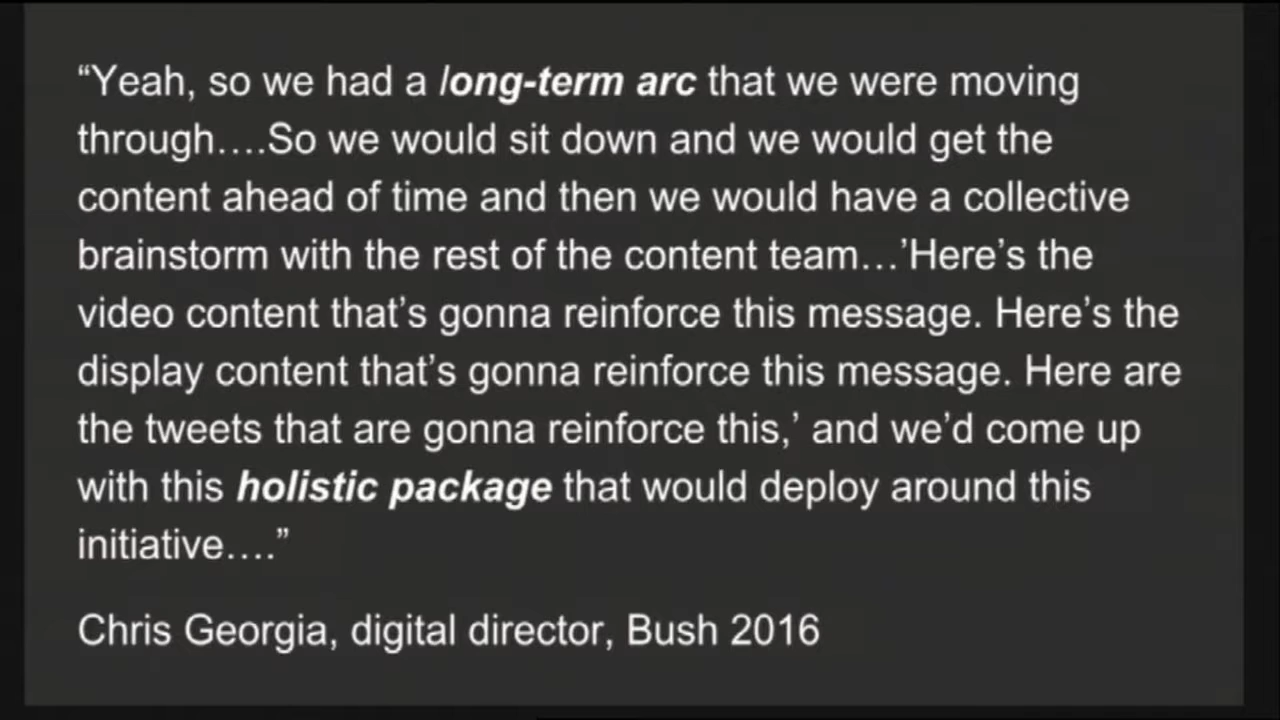 “Yeah, so we had a long-term arc that we were moving
through….So we would sit down and we would get the
content ahead of time and then we would have a collective
brainstorm with the rest of the content team…’Here’s the
video content that’s gonna reinforce this message. Here’s the
display content that’s gonna reinforce this message. Here are
the tweets that are gonna reinforce this,’ and we’d come up
with this holistic package that would deploy around this
initiative….”
Chris Georgia, digital director, Bush 2016